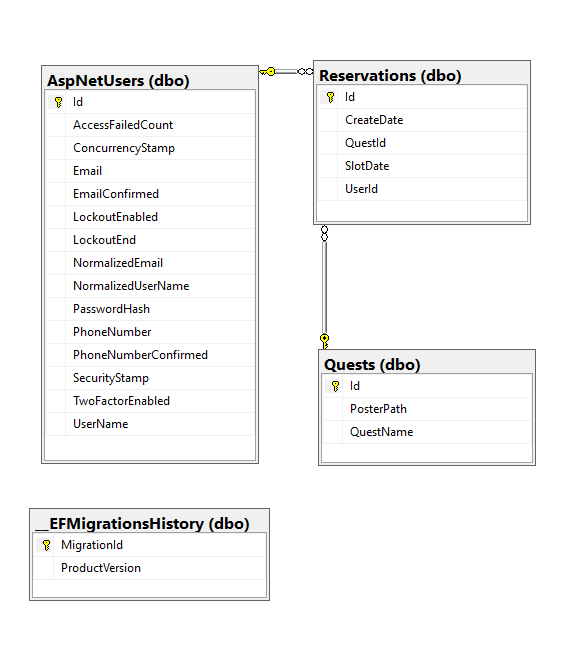 AspNetUsers (dbo)
Id
AccessFailedCount
ConcurrencyStamp
Email
EmailConfirmed
LockoutEnabled
LockoutEnd
NormalizedEmail
NormalizedUserName
PasswordHash
PhoneNumber
PhoneNumberConfirmed
SecurityStamp
TwoFactorEnabled
UserName
Reservations (dbo)
Id
CreateDate
QuestId
SlotDate
UserId
Quests (dbo)
Id
PosterPath
QuestName
__EFMigrationsHistory (dbo)
MigrationId
ProductVersion